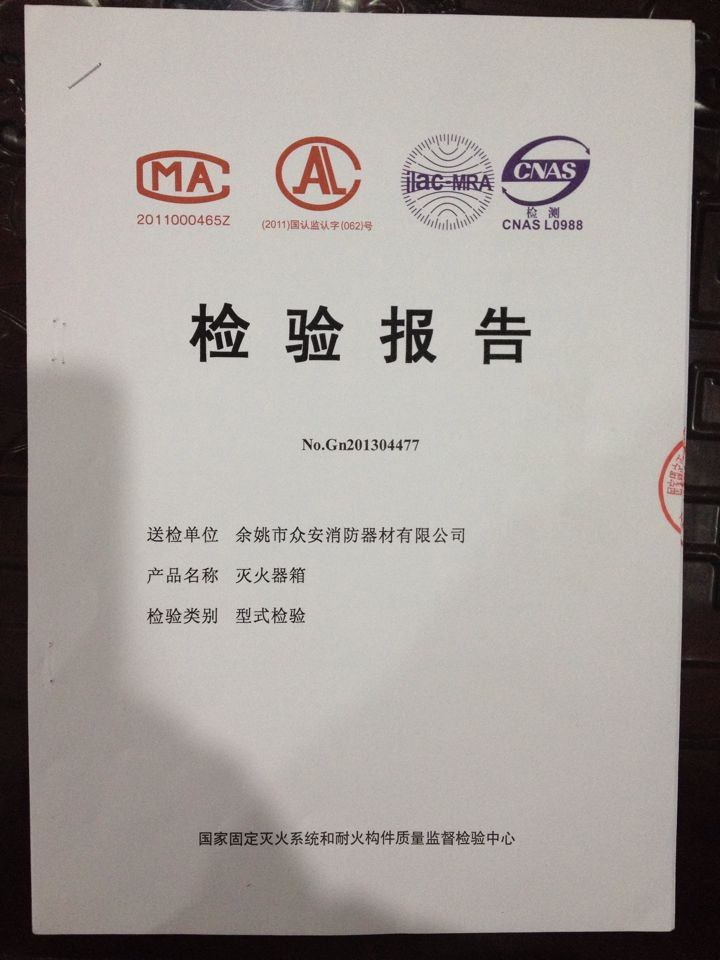 MA
2011000465Z
AL
(2011)国认监认字(062)号
ilac-MRA
CNAS
检 测
CNAS L0988
检 验 报 告
No.Gn201304477
送检单位 余姚市众安消防器材有限公司
产品名称 灭火器箱
检验类别 型式检验
国家固定灭火系统和耐火构件质量监督检验中心